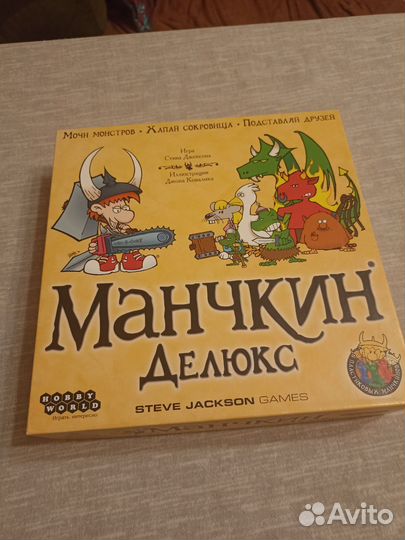 Мочи монстров • Хапай сокровища • Подставляй друзей
Игра
Стива Джексона
Иллюстрации
Джона Ковалика
Манчкин®
Делюкс
HOBBY
WORLD
Играть интересно
STEVE JACKSON GAMES
Avito